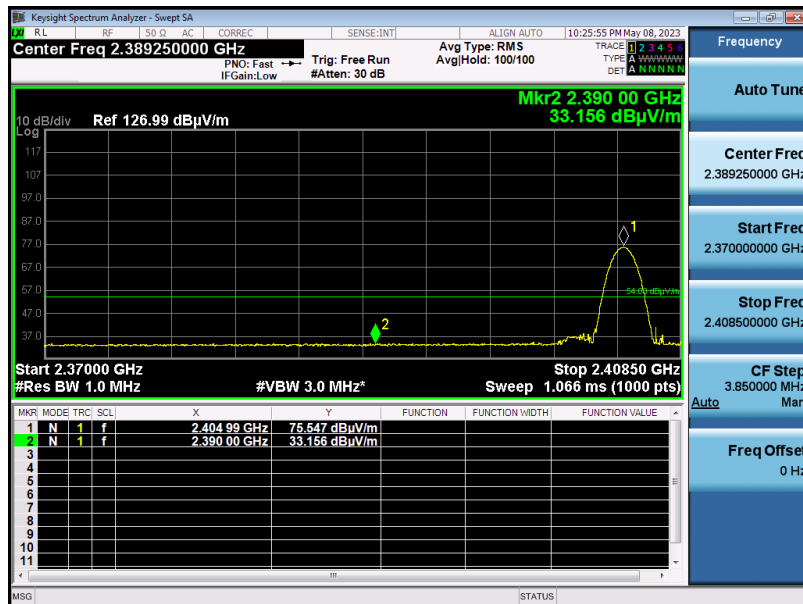 Keysight Spectrum Analyzer - Swept SA
LXI RL RF 50 Ω AC CORREC SENSE:INT ALIGN AUTO 10:25:55 PM May 08, 2023
Center Freq 2.389250000 GHz
PNO: Fast
IFGain:Low
Trig: Free Run
#Atten: 30 dB
Avg Type: RMS
Avg|Hold: 100/100
TRACE 1 2 3 4 5 6
TYPE A WWWWW
DET A N N N N N
Frequency
Mkr2 2.390 00 GHz
33.156 dBµV/m
10 dB/div Ref 126.99 dBµV/m
Log
117
107
97.0
87.0
77.0
57.0
47.0
37.0
1
2
54.00 dBµV/m
Start 2.37000 GHz Stop 2.40850 GHz
#Res BW 1.0 MHz #VBW 3.0 MHz* Sweep 1.066 ms (1000 pts)
MKR MODE TRC SCL X Y FUNCTION FUNCTION WIDTH FUNCTION VALUE
1 N 1 f 2.404 99 GHz 75.547 dBµV/m
2 N 1 f 2.390 00 GHz 33.156 dBµV/m
3
4
5
6
7
8
9
10
11
MSG STATUS
Auto Tune
Center Freq
2.389250000 GHz
Start Freq
2.370000000 GHz
Stop Freq
2.408500000 GHz
CF Step
3.850000 MHz
Auto Man
Freq Offset
0 Hz